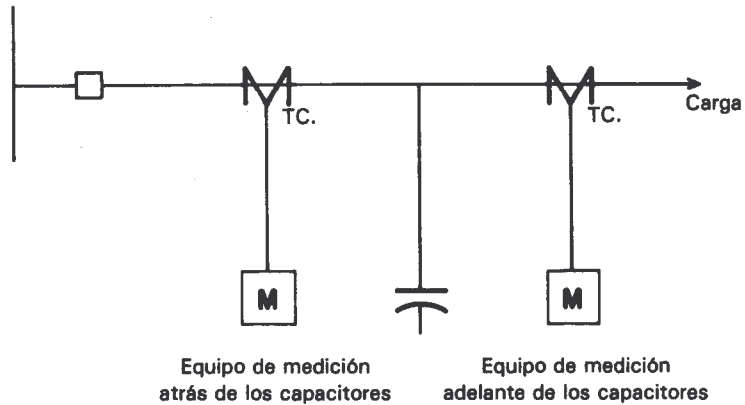 TC.
TC.
Carga
M
M
Equipo de medición
atrás de los capacitores
Equipo de medición
adelante de los capacitores